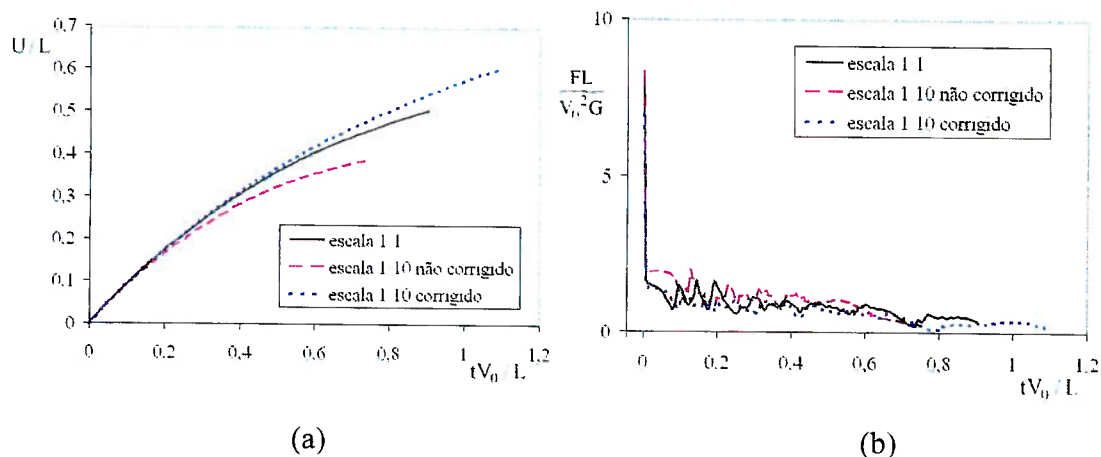 U / L
0,7
0,6
0,5
0,4
0,3
0,2
0,1
0
0
0,2
0,4
0,6
0,8
1
1,2
tV0 / L
escala 1 1
escala 1 10 não corrigido
escala 1 10 corrigido
(a)
FL
V0²G
10
5
0
0
0,2
0,4
0,6
0,8
1
1,2
tV0 / L
escala 1 1
escala 1 10 não corrigido
escala 1 10 corrigido
(b)